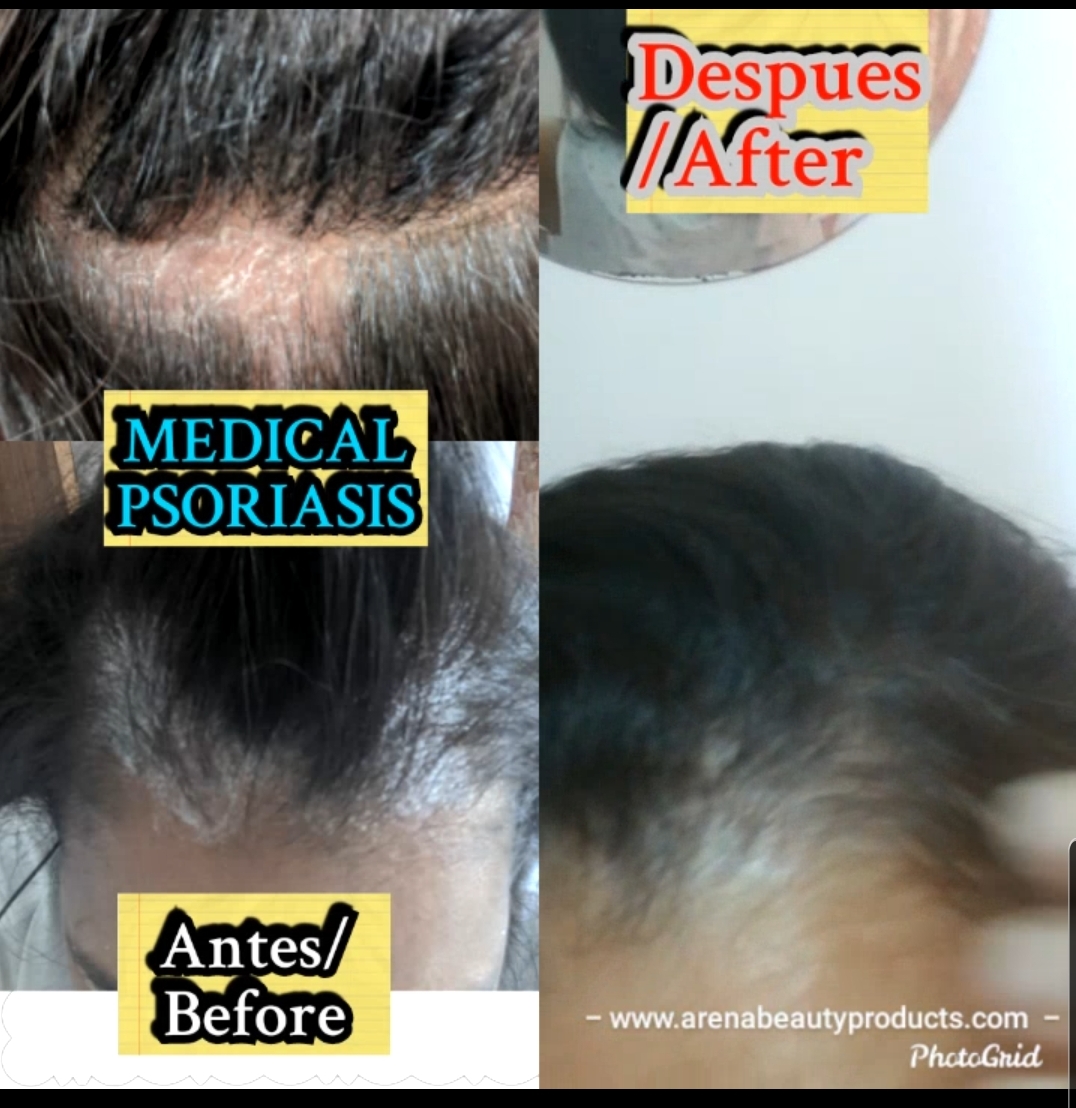 MEDICAL
PSORIASIS
Antes/
Before
Despues
/After
– www.arenabeautyproducts.com –
PhotoGrid